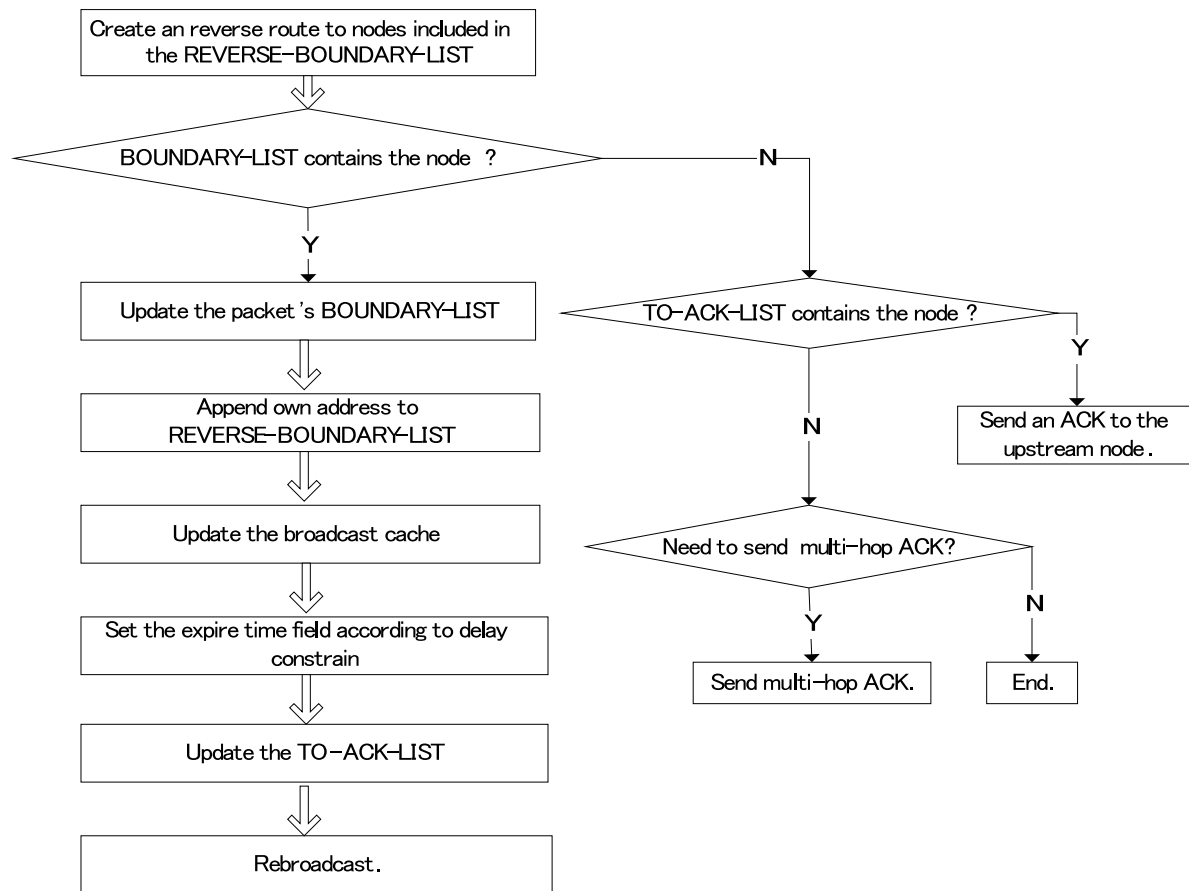 Create an reverse route to nodes included in
the REVERSE-BOUNDARY-LIST
BOUNDARY-LIST contains the node ?
N
Y
Update the packet's BOUNDARY-LIST
TO-ACK-LIST contains the node ?
Y
Append own address to
REVERSE-BOUNDARY-LIST
N
Send an ACK to the
upstream node.
Update the broadcast cache
Need to send multi-hop ACK?
N
Y
Set the expire time field according to delay
constrain
Send multi-hop ACK.
End.
Update the TO-ACK-LIST
Rebroadcast.